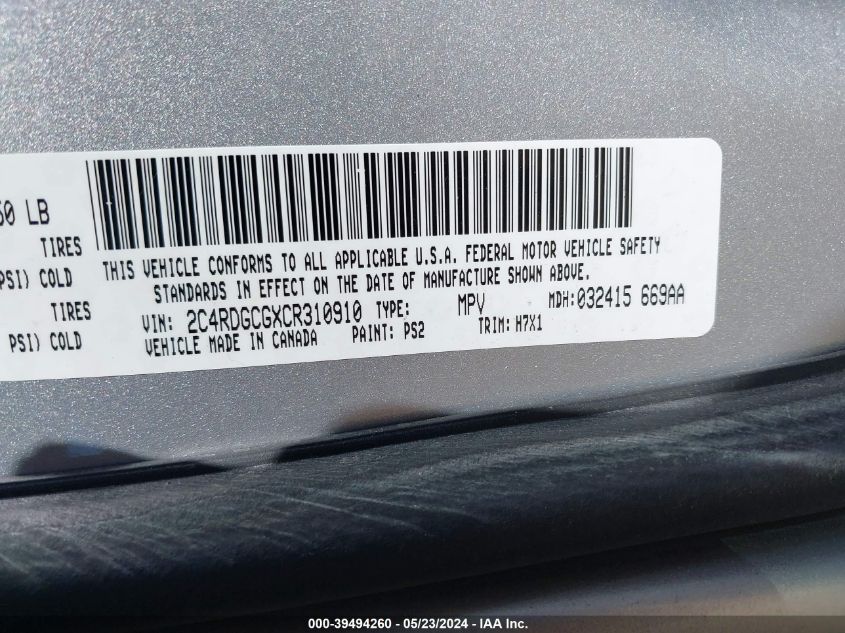 50 LB
TIRES
PSI) COLD
TIRES
PSI) COLD
THIS VEHICLE CONFORMS TO ALL APPLICABLE U.S.A. FEDERAL MOTOR VEHICLE SAFETY
STANDARDS IN EFFECT ON THE DATE OF MANUFACTURE SHOWN ABOVE.
VIN: 2C4RDGCGXCR310910 TYPE: MPV MDH:032415 669AA
VEHICLE MADE IN CANADA PAINT: PS2 TRIM: H7X1
000-39494260 - 05/23/2024 - IAA Inc.